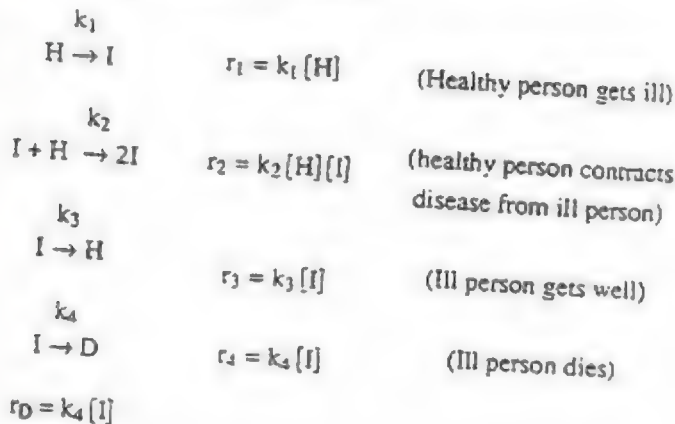 k₁
H → I r₁ = k₁ [H] (Healthy person gets ill)
k₂
I + H → 2I r₂ = k₂ [H][I] (healthy person contracts
disease from ill person)
k₃
I → H r₃ = k₃ [I] (Ill person gets well)
k₄
I → D r₄ = k₄ [I] (Ill person dies)
r_D = k₄ [I]